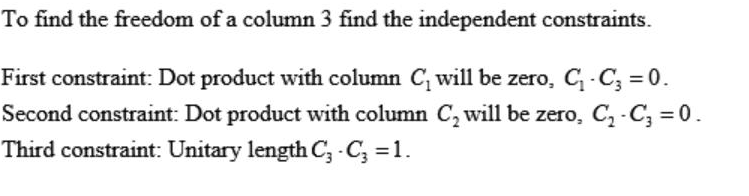 To find the freedom of a column 3 find the independent constraints.
First constraint: Dot product with column C₁ will be zero, C₁ · C₃ = 0.
Second constraint: Dot product with column C₂ will be zero, C₂ · C₃ = 0.
Third constraint: Unitary length C₃ · C₃ = 1.